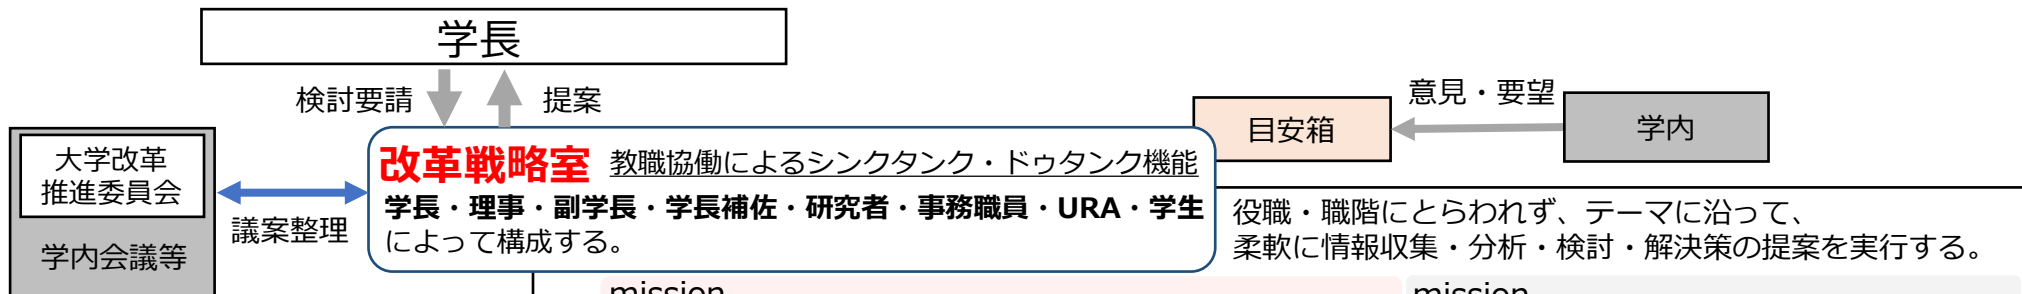 学長
検討要請
提案
意見・要望
目安箱
学内
大学改革
推進委員会
学内会議等
議案整理
改革戦略室 教職協働によるシンクタンク・ドゥタンク機能
学長・理事・副学長・学長補佐・研究者・事務職員・URA・学生
によって構成する。
役職・職階にとらわれず、テーマに沿って、
柔軟に情報収集・分析・検討・解決策の提案を実行する。
mission
mission